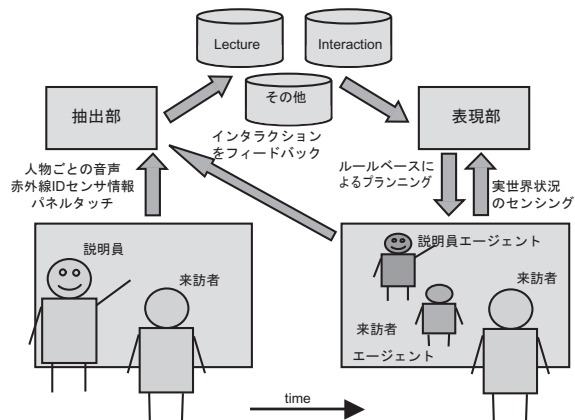 Lecture
Interaction
その他
抽出部
表現部
インタラクション
をフィードバック
人物ごとの音声
赤外線IDセンサ情報
パネルタッチ
ルールベースに
よるプランニング
実世界状況
のセンシング
説明員
来訪者
説明員エージェント
来訪者
来訪者
エージェント
time